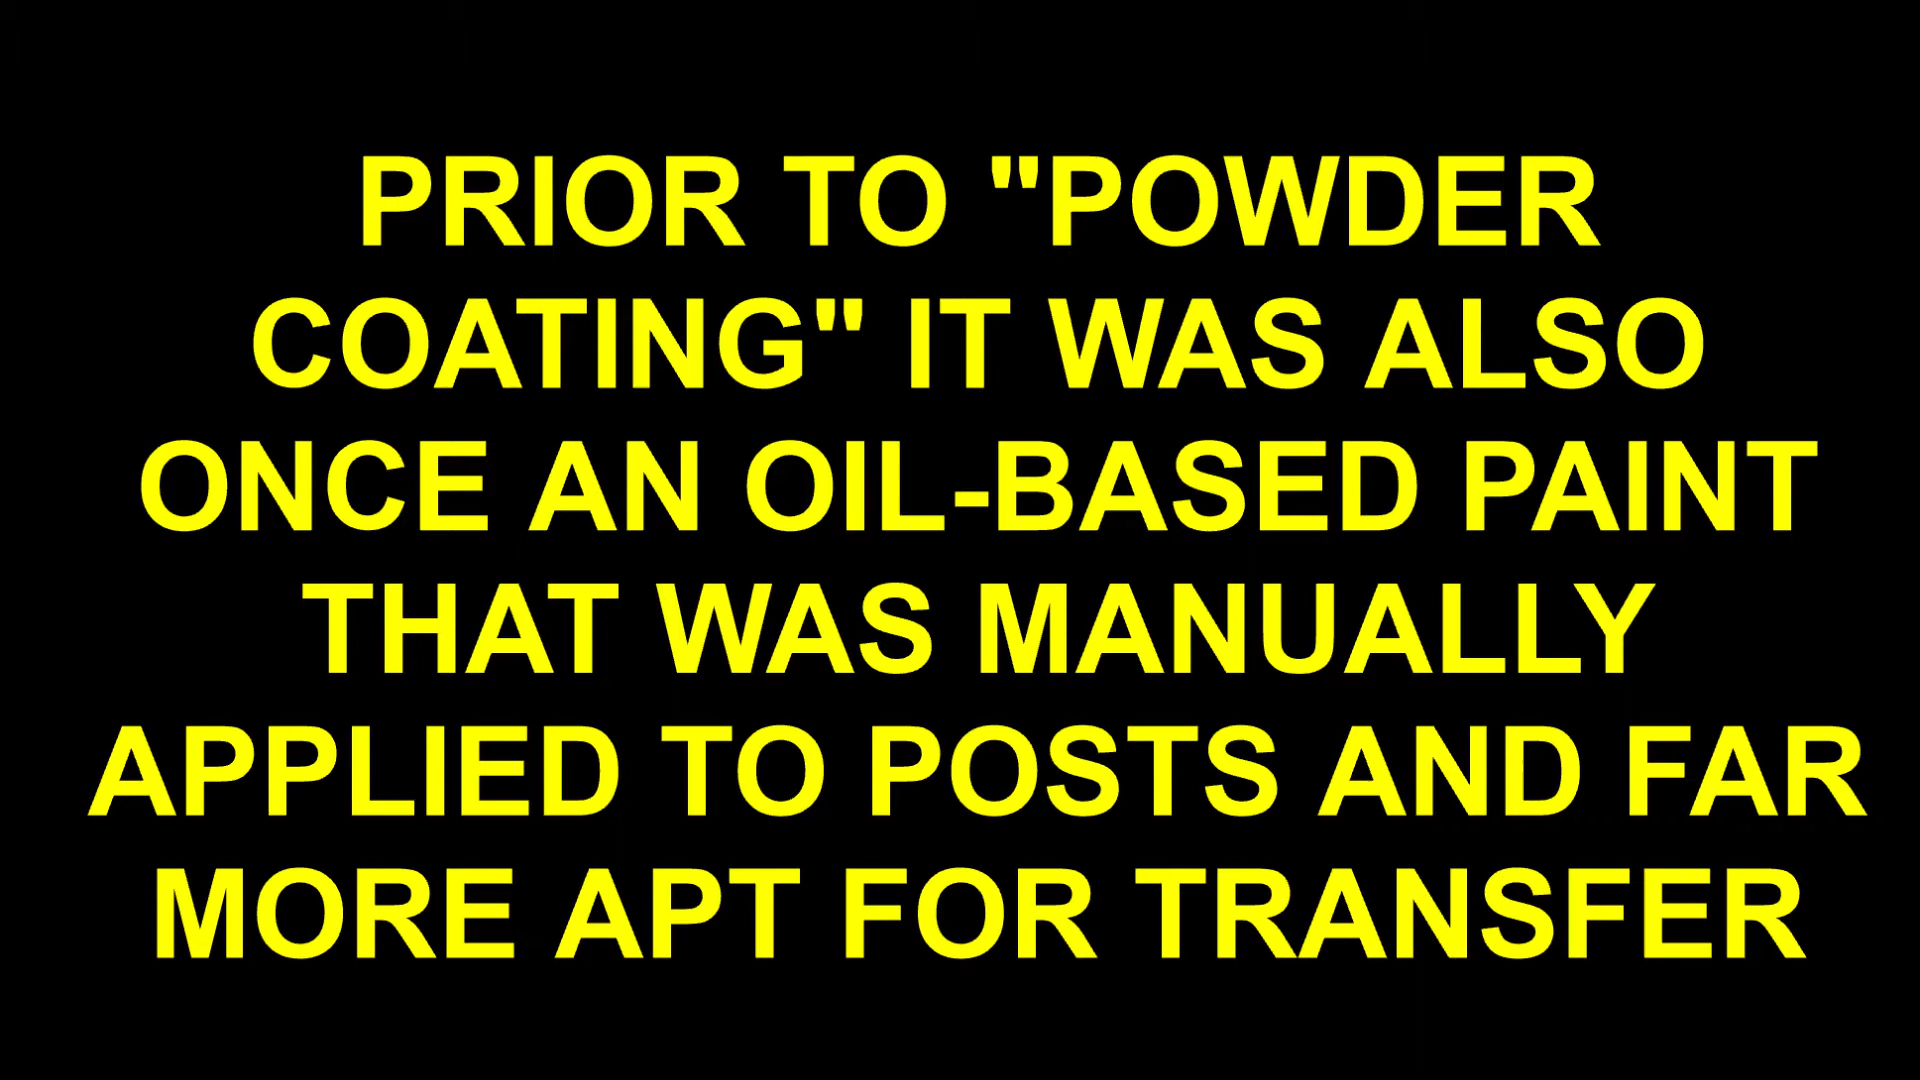 PRIOR TO "POWDER
COATING" IT WAS ALSO
ONCE AN OIL-BASED PAINT
THAT WAS MANUALLY
APPLIED TO POSTS AND FAR
MORE APT FOR TRANSFER